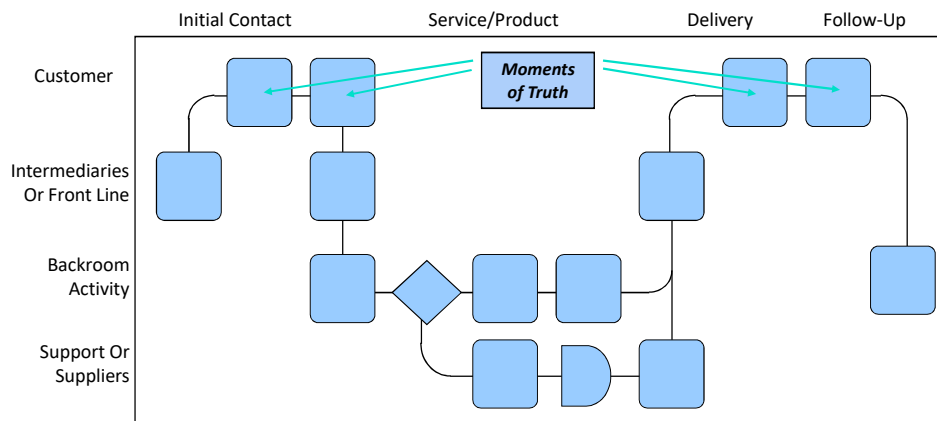 Initial Contact
Service/Product
Delivery
Follow-Up
Customer
Moments
of Truth
Intermediaries
Or Front Line
Backroom
Activity
Support Or
Suppliers